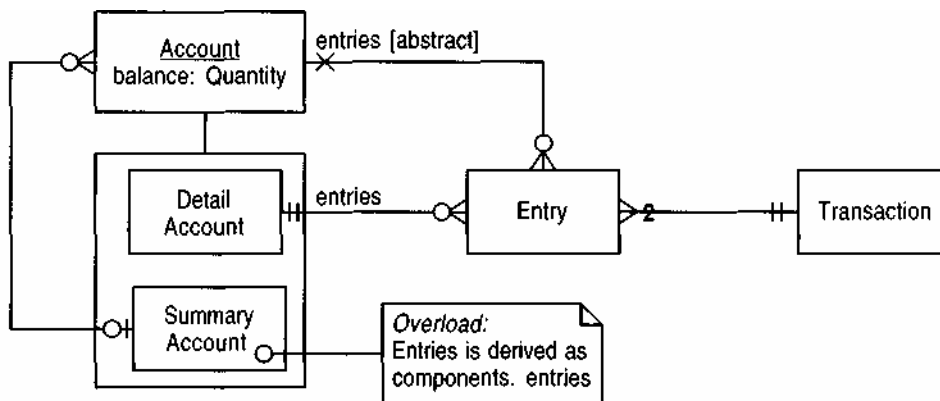 Account
balance: Quantity
entries [abstract]
Detail
Account
entries
Entry
2
Transaction
Summary
Account
Overload:
Entries is derived as
components. entries